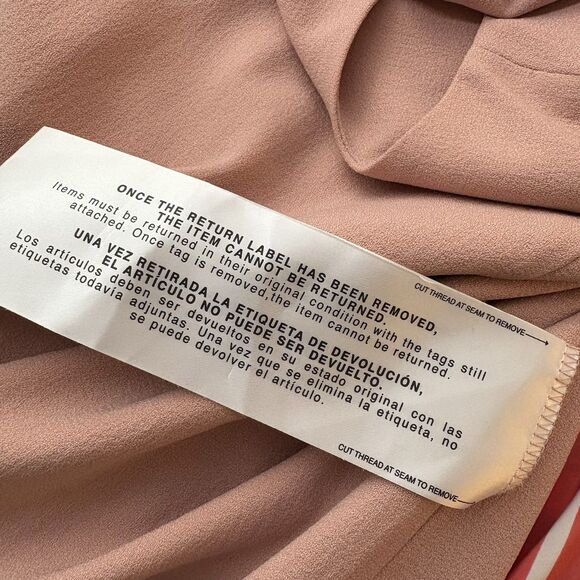 ONCE THE RETURN LABEL HAS BEEN REMOVED,
THE ITEM CANNOT BE RETURNED.
Items must be returned in their original condition with the tags still
attached. Once tag is removed,the item cannot be returned.
UNA VEZ RETIRADA LA ETIQUETA DE DEVOLUCIÓN,
EL ARTÍCULO NO PUEDE SER DEVUELTO.
Los artículos deben ser devueltos en su estado original con las
etiquetas todavía adjuntas. Una vez que se elimina la etiqueta, no
se puede devolver el artículo.
CUT THREAD AT SEAM TO REMOVE
CUT THREAD AT SEAM TO REMOVE